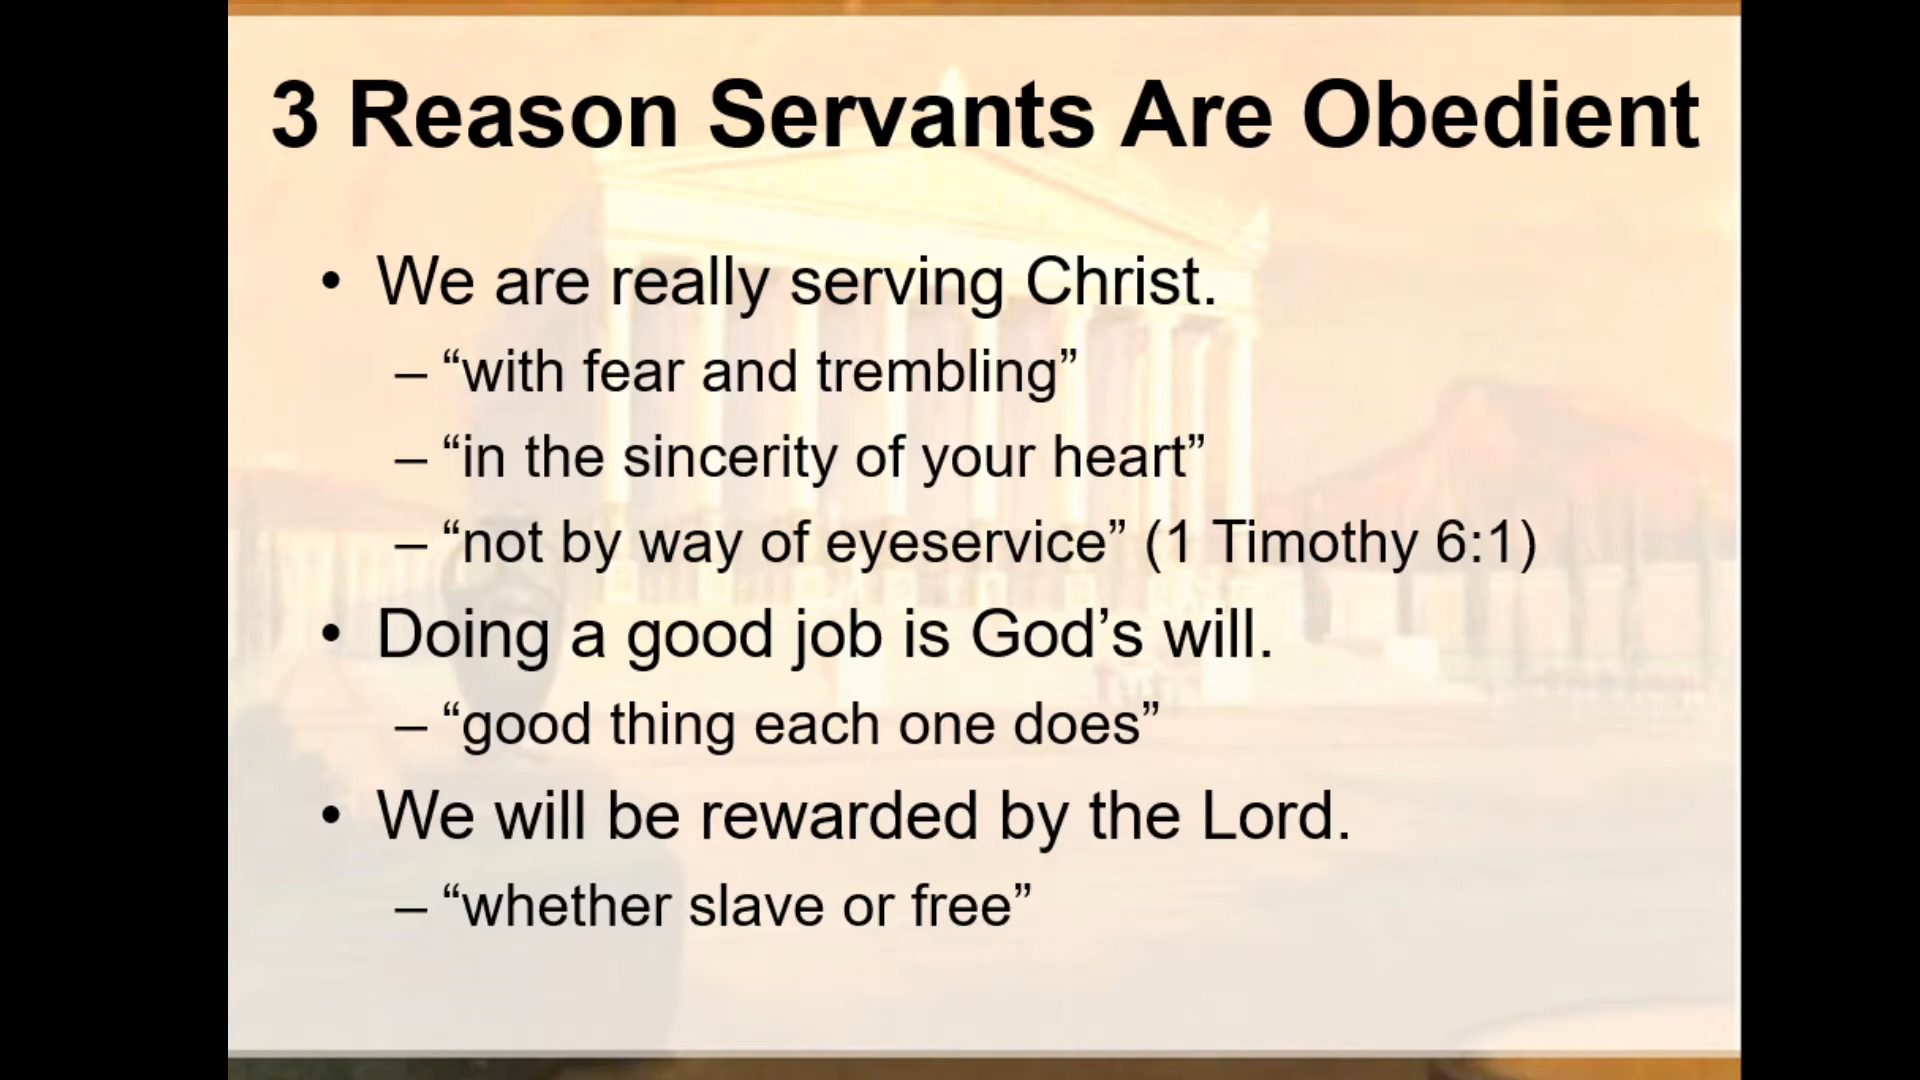 3 Reason Servants Are Obedient
• We are really serving Christ.
– “with fear and trembling”
– “in the sincerity of your heart”
– “not by way of eyeservice” (1 Timothy 6:1)
• Doing a good job is God’s will.
– “good thing each one does”
• We will be rewarded by the Lord.
– “whether slave or free”